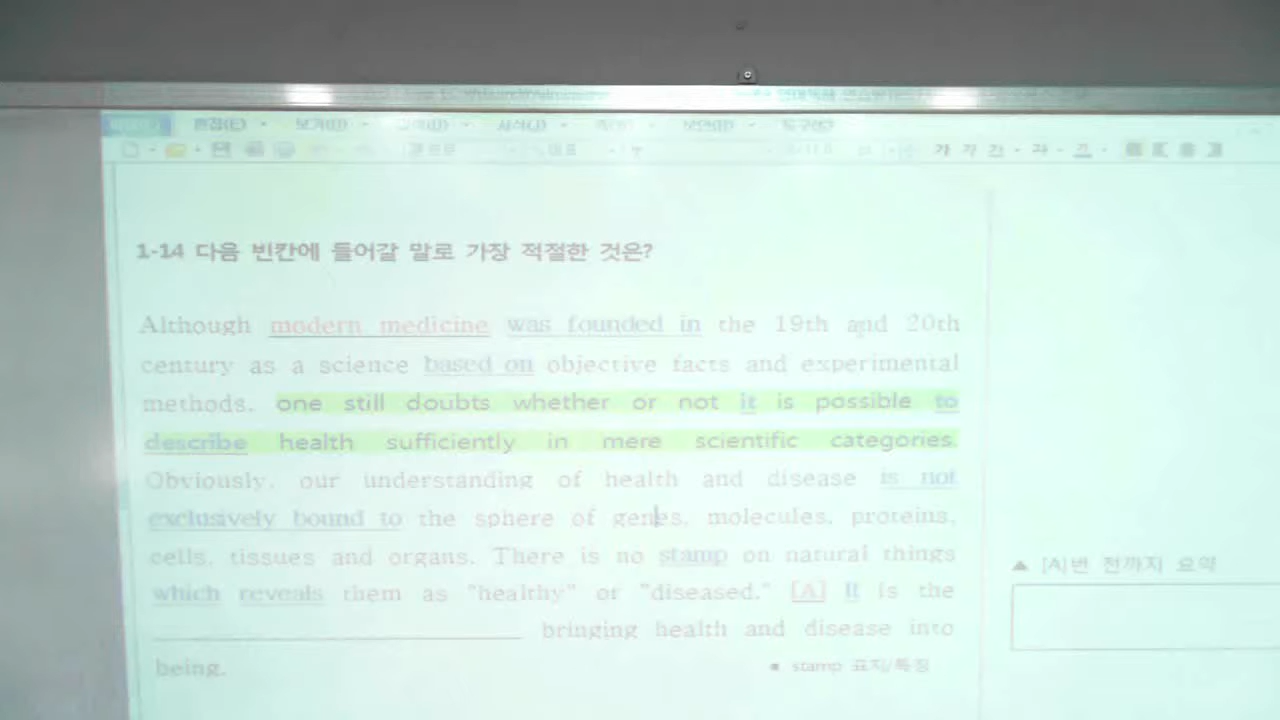 편집(E) 보기(U)
1-14 다음 빈칸에 들어갈 말로 가장 적절한 것은?
Although modern medicine was founded in the 19th and 20th
century as a science based on objective facts and experimental
methods, one still doubts whether or not it is possible to
describe health sufficiently in mere scientific categories.
Obviously, our understanding of health and disease is not
exclusively bound to the sphere of genes, molecules, proteins,
cells, tissues and organs. There is no stamp on natural things
which reveals them as "healthy" or "diseased." [A] It is the
bringing health and disease into
being.
▪ stamp 표지/특징
▲ [A]번 전까지 요약